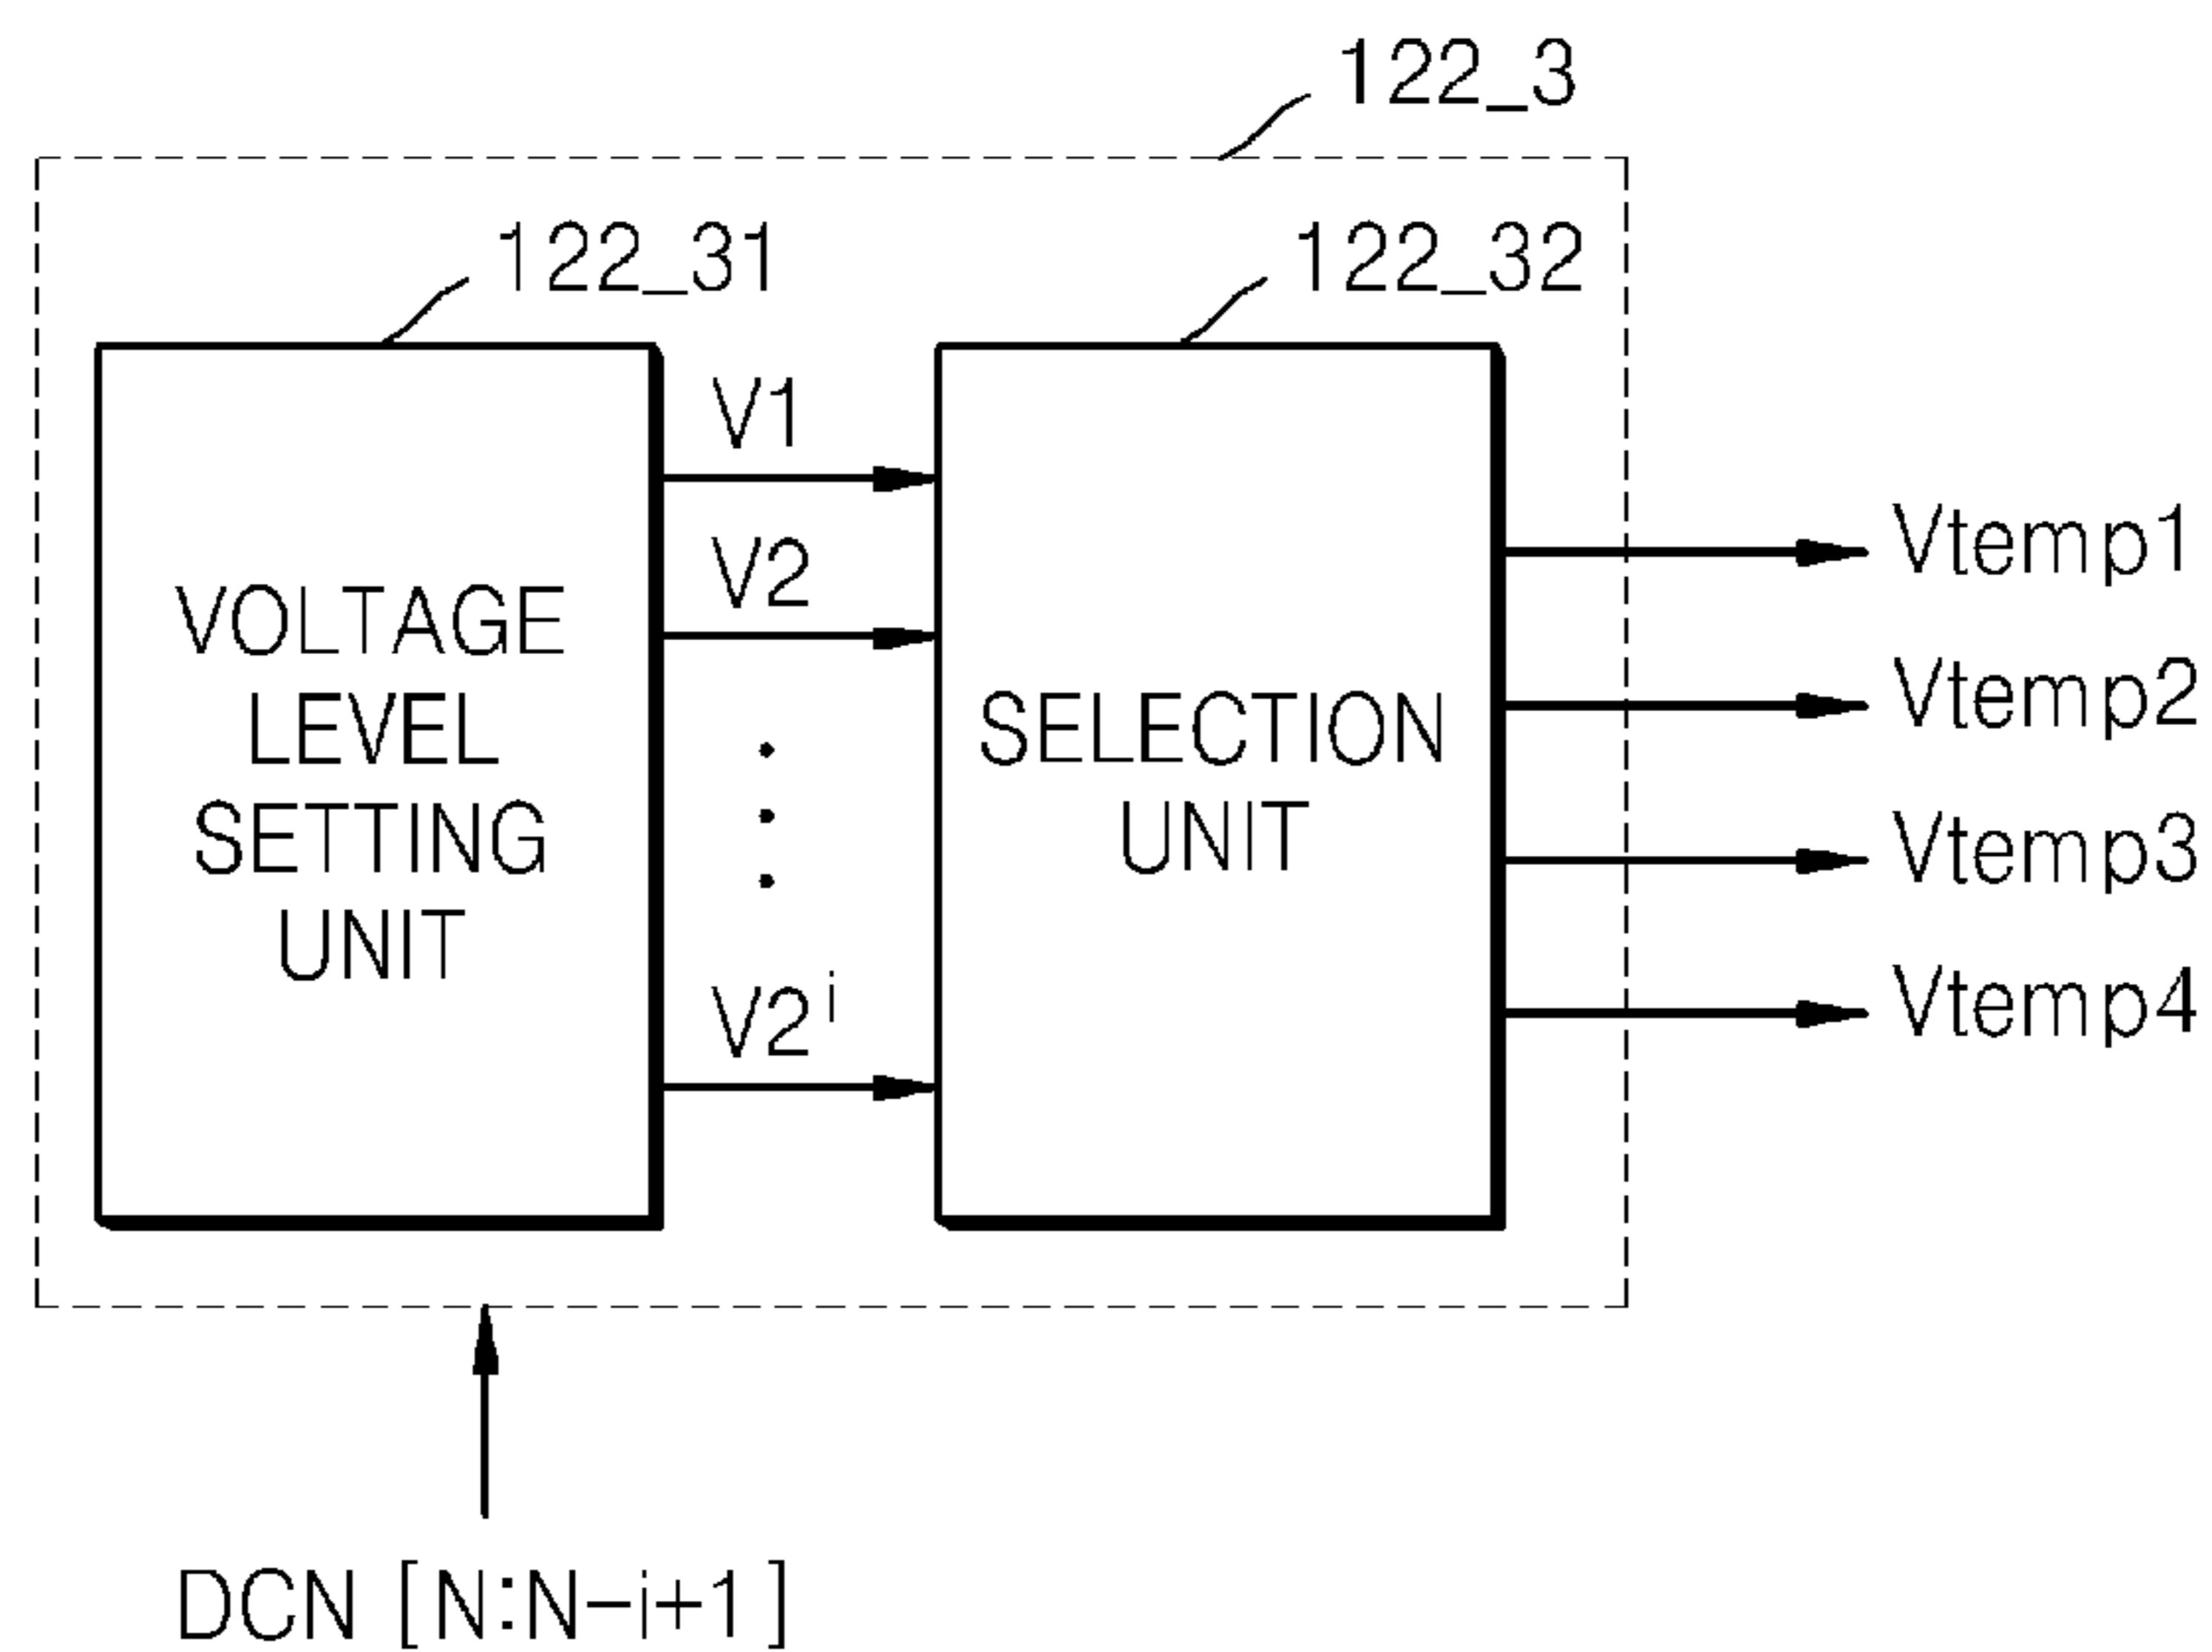 122_3
122_31
122_32
V1
V2
V2^i
VOLTAGE
LEVEL
SETTING
UNIT
SELECTION
UNIT
Vtemp1
Vtemp2
Vtemp3
Vtemp4
DCN [N:N-i+1]